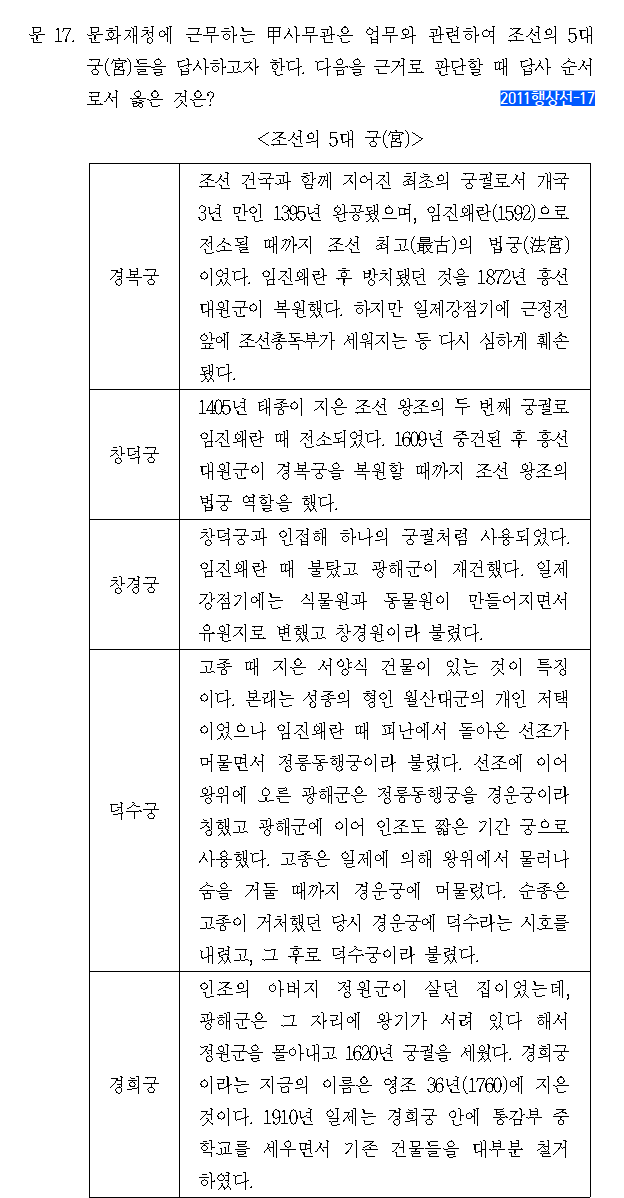 문 17. 문화재청에 근무하는 甲사무관은 업무와 관련하여 조선의 5대
궁(宮)들을 답사하고자 한다. 다음을 근거로 판단할 때 답사 순서
로서 옳은 것은?
2011행상선-17
<조선의 5대 궁(宮)>
경복궁
조선 건국과 함께 지어진 최초의 궁궐로서 개국
3년 만인 1395년 완공됐으며, 임진왜란(1592)으로
전소될 때까지 조선 최고(最古)의 법궁(法宮)
이었다. 임진왜란 후 방치됐던 것을 1872년 흥선
대원군이 복원했다. 하지만 일제강점기에 근정전
앞에 조선총독부가 세워지는 등 다시 심하게 훼손
됐다.
창덕궁
1405년 태종이 지은 조선 왕조의 두 번째 궁궐로
임진왜란 때 전소되었다. 1609년 중건된 후 흥선
대원군이 경복궁을 복원할 때까지 조선 왕조의
법궁 역할을 했다.
창경궁
창덕궁과 인접해 하나의 궁궐처럼 사용되었다.
임진왜란 때 불탔고 광해군이 재건했다. 일제
강점기에는 식물원과 동물원이 만들어지면서
유원지로 변했고 창경원이라 불렸다.
덕수궁
고종 때 지은 서양식 건물이 있는 것이 특징
이다. 본래는 성종의 형인 월산대군의 개인 저택
이었으나 임진왜란 때 피난에서 돌아온 선조가
머물면서 정릉동행궁이라 불렸다. 선조에 이어
왕위에 오른 광해군은 정릉동행궁을 경운궁이라
칭했고 광해군에 이어 인조도 짧은 기간 궁으로
사용했다. 고종은 일제에 의해 왕위에서 물러나
숨을 거둘 때까지 경운궁에 머물렀다. 순종은
고종이 거처했던 당시 경운궁에 덕수라는 시호를
내렸고, 그 후로 덕수궁이라 불렸다.
경희궁
인조의 아버지 정원군이 살던 집이었는데,
광해군은 그 자리에 왕기가 서려 있다 해서
정원군을 몰아내고 1620년 궁궐을 세웠다. 경희궁
이라는 지금의 이름은 영조 36년(1760)에 지은
것이다. 1910년 일제는 경희궁 안에 통감부 중
학교를 세우면서 기존 건물들을 대부분 철거
하였다.